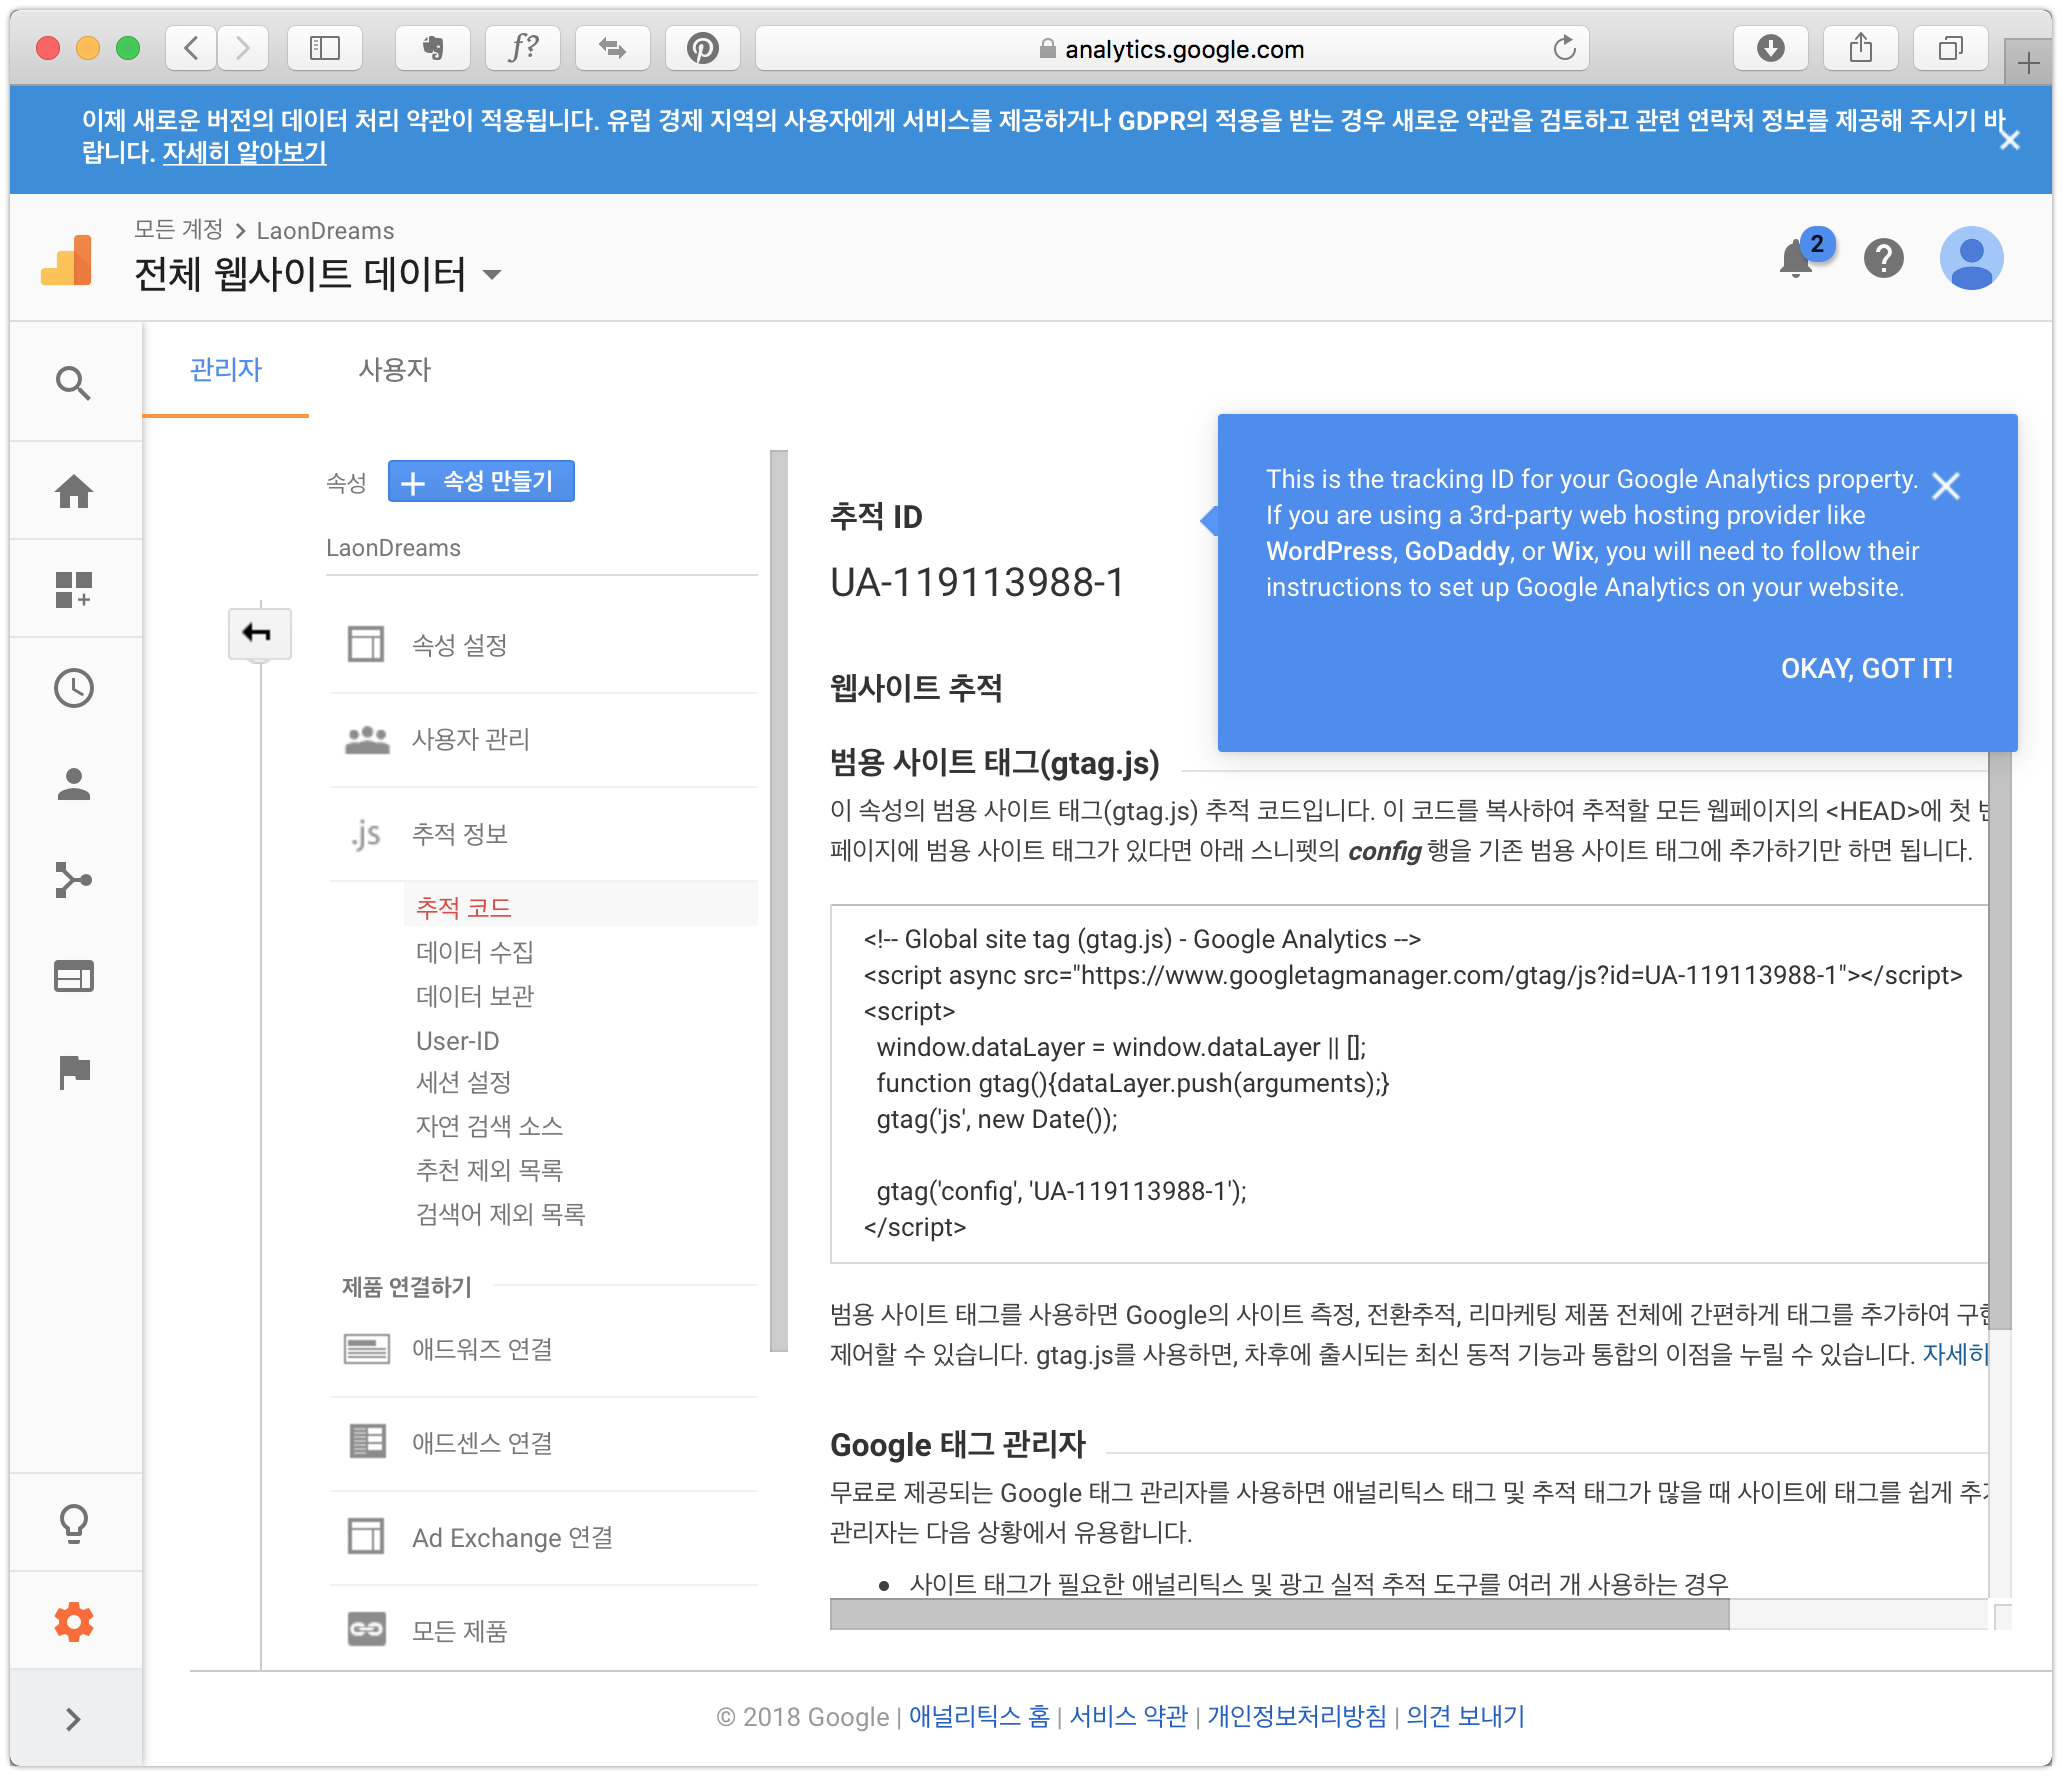 f?
analytics.google.com
이제 새로운 버전의 데이터 처리 약관이 적용됩니다. 유럽 경제 지역의 사용자에게 서비스를 제공하거나 GDPR의 적용을 받는 경우 새로운 약관을 검토하고 관련 연락처 정보를 제공해 주시기 바
랍니다. 자세히 알아보기
모든 계정 > LaonDreams
전체 웹사이트 데이터
2
관리자
사용자
속성
+ 속성 만들기
LaonDreams
속성 설정
사용자 관리
.js 추적 정보
추적 코드
데이터 수집
데이터 보관
User-ID
세션 설정
자연 검색 소스
추천 제외 목록
검색어 제외 목록
제품 연결하기
애드워즈 연결
애드센스 연결
Ad Exchange 연결
모든 제품
추적 ID
UA-119113988-1
This is the tracking ID for your Google Analytics property.
If you are using a 3rd-party web hosting provider like
WordPress, GoDaddy, or Wix, you will need to follow their
instructions to set up Google Analytics on your website.
OKAY, GOT IT!
웹사이트 추적
범용 사이트 태그(gtag.js)
이 속성의 범용 사이트 태그(gtag.js) 추적 코드입니다. 이 코드를 복사하여 추적할 모든 웹페이지의 <HEAD>에 첫
페이지에 범용 사이트 태그가 있다면 아래 스니펫의 config 행을 기존 범용 사이트 태그에 추가하기만 하면 됩니다.
<!-- Global site tag (gtag.js) - Google Analytics -->
<script async src="https://www.googletagmanager.com/gtag/js?id=UA-119113988-1"></script>
<script>
window.dataLayer = window.dataLayer || [];
function gtag(){dataLayer.push(arguments);}
gtag('js', new Date());
gtag('config', 'UA-119113988-1');
</script>
범용 사이트 태그를 사용하면 Google의 사이트 측정, 전환추적, 리마케팅 제품 전체에 간편하게 태그를 추가하여
제어할 수 있습니다. gtag.js를 사용하면, 차후에 출시되는 최신 동적 기능과 통합의 이점을 누릴 수 있습니다. 자세히
Google 태그 관리자
무료로 제공되는 Google 태그 관리자를 사용하면 애널리틱스 태그 및 추적 태그가 많을 때 사이트에 태그를 쉽게
관리자는 다음 상황에서 유용합니다.
• 사이트 태그가 필요한 애널리틱스 및 광고 실적 추적 도구를 여러 개 사용하는 경우
© 2018 Google | 애널리틱스 홈 | 서비스 약관 | 개인정보처리방침 | 의견 보내기